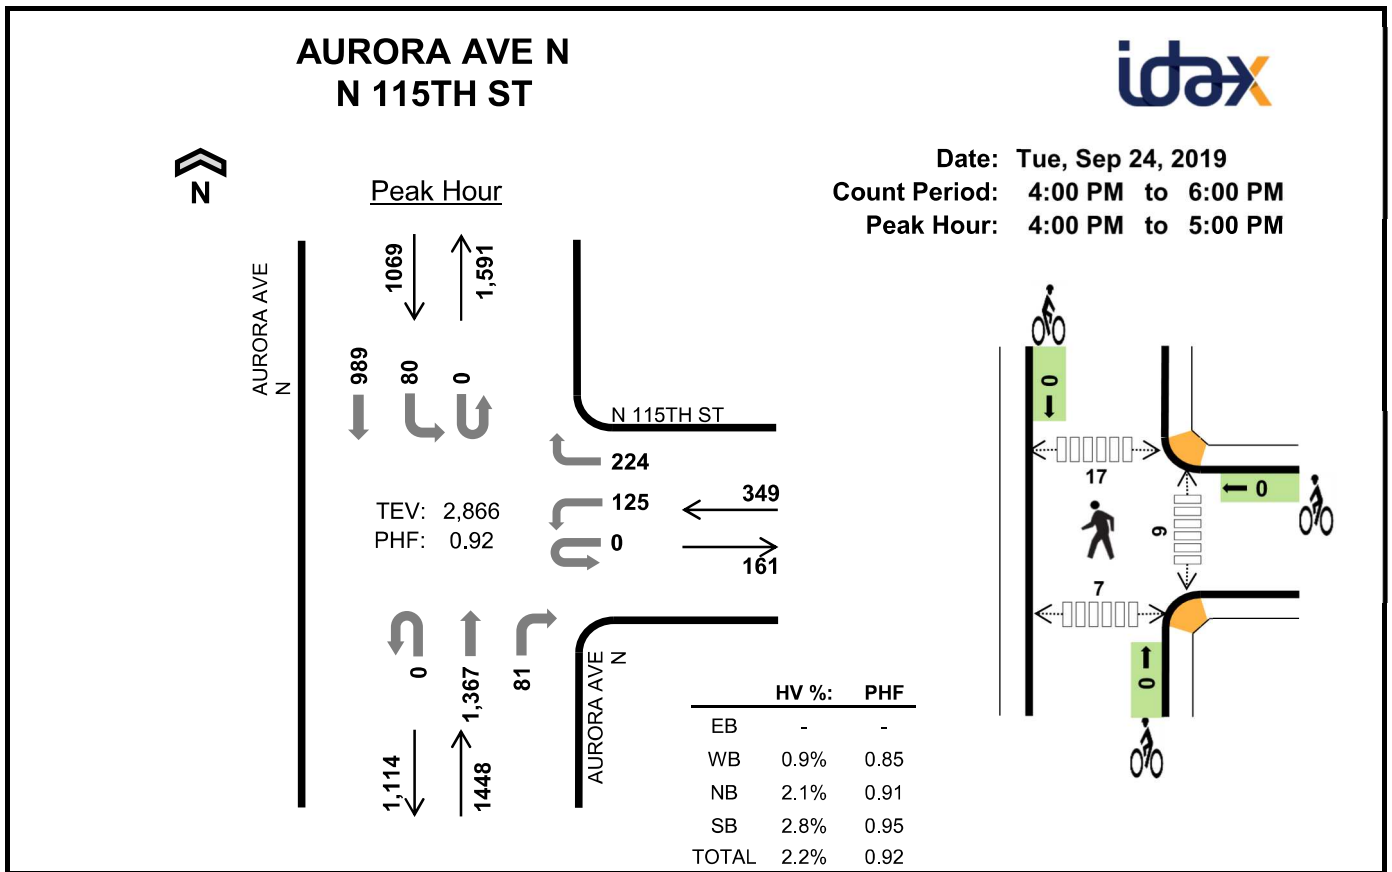 AURORA AVE N
N 115TH ST
idax
Date: Tue, Sep 24, 2019
Count Period: 4:00 PM to 6:00 PM
Peak Hour: 4:00 PM to 5:00 PM
N
Peak Hour
1069
1,591
AURORA AVE
N
989
80
0
N 115TH ST
224
125
349
0
161
TEV: 2,866
PHF: 0.92
0
1,367
81
AURORA AVE
N
1,114
1448
HV %: PHF
EB - -
WB 0.9% 0.85
NB 2.1% 0.91
SB 2.8% 0.95
TOTAL 2.2% 0.92
0
17
0
9
7
0